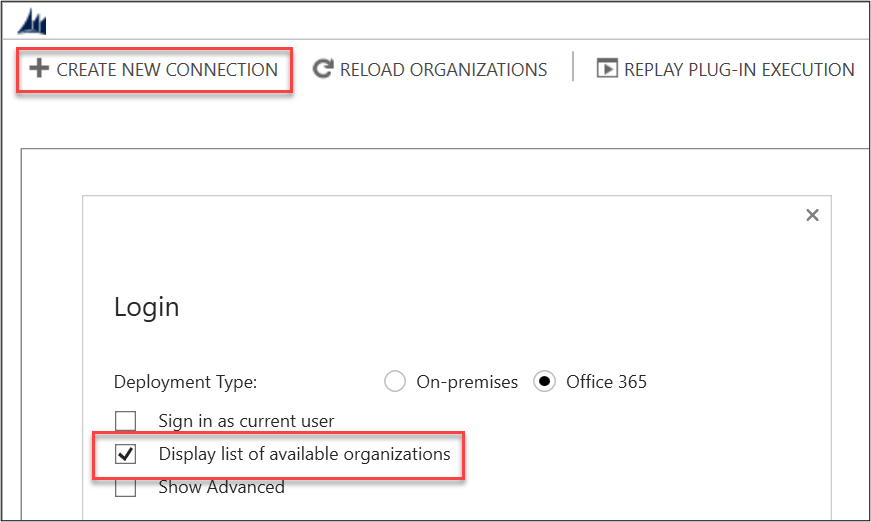 CREATE NEW CONNECTION RELOAD ORGANIZATIONS REPLAY PLUG-IN EXECUTION
Login
Deployment Type: On-premises Office 365
Sign in as current user
Display list of available organizations
Show Advanced